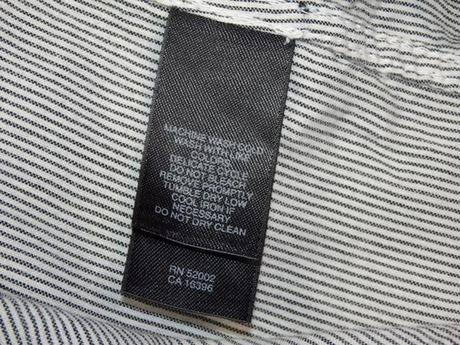 MACHINE WASH COLD
WASH WITH LIKE
COLORS
DELICATE CYCLE
DO NOT BLEACH
REMOVE PROMPTLY
TUMBLE DRY LOW
COOL IRON IF
NECESSARY
DO NOT DRY CLEAN
RN 52002
CA 16396